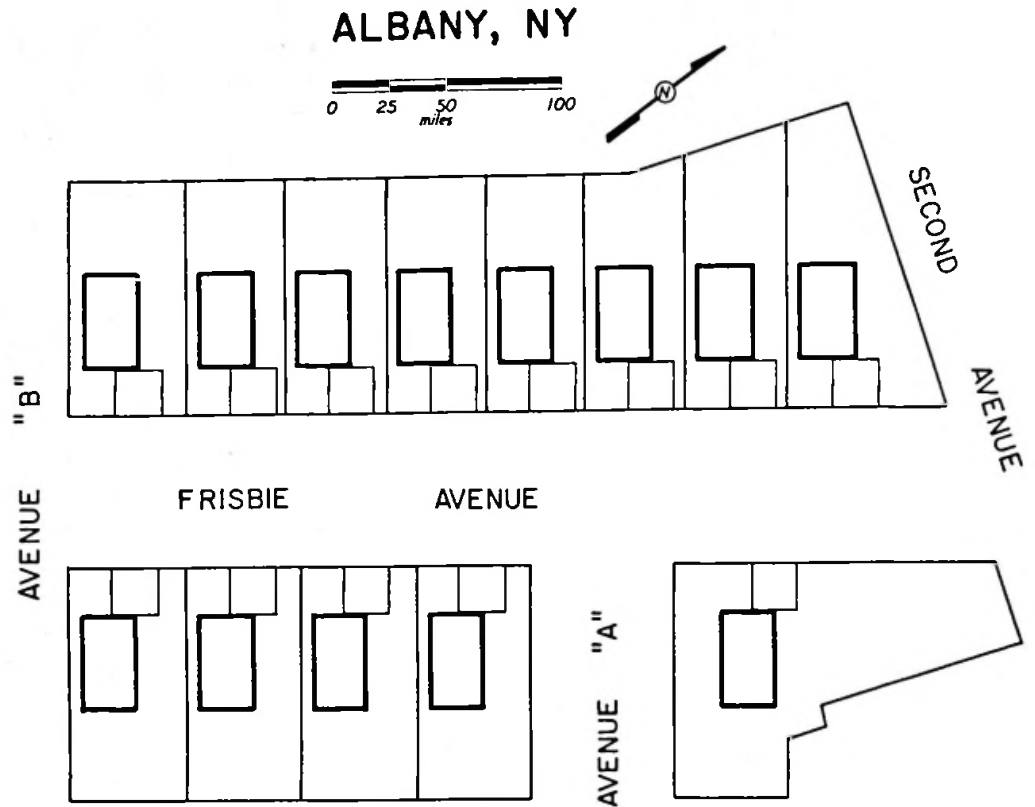 ALBANY, NY
0 25 50 100
miles
N
SECOND
AVENUE
AVENUE "B"
FRISBIE AVENUE
AVENUE "A"